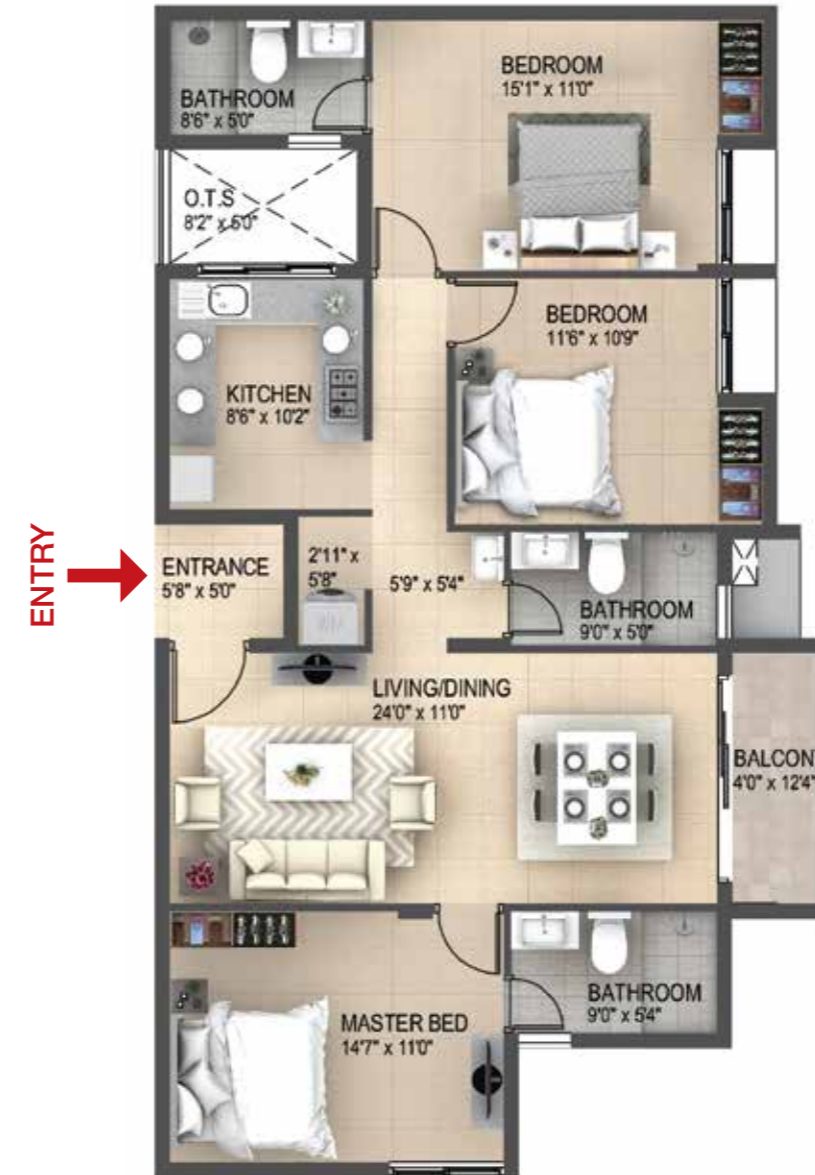 BATHROOM
8'6" x 5'0"
BEDROOM
15'1" x 11'0"
O.T.S
8'2" x 5'0"
BEDROOM
11'6" x 10'9"
KITCHEN
8'6" x 10'2"
ENTRY
ENTRANCE
5'8" x 5'0"
2'11" x
5'8"
5'9" x 5'4"
BATHROOM
9'0" x 5'0"
LIVING/DINING
24'0" x 11'0"
BALCON
4'0" x 12'4"
BATHROOM
9'0" x 5'4"
MASTER BED
14'7" x 11'0"